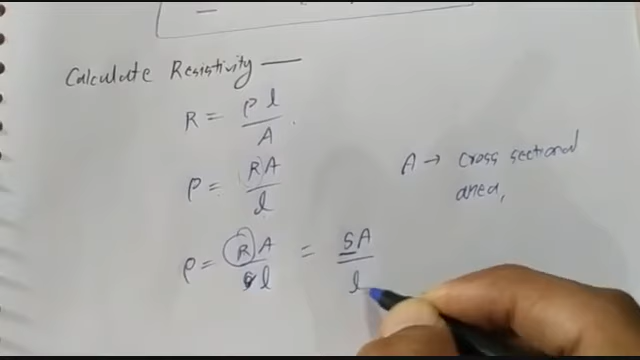 Calculate Resistivity —
R = ρl/A.
ρ = RA/l
A → Cross sectional
area,
ρ = RA/l = SA/l